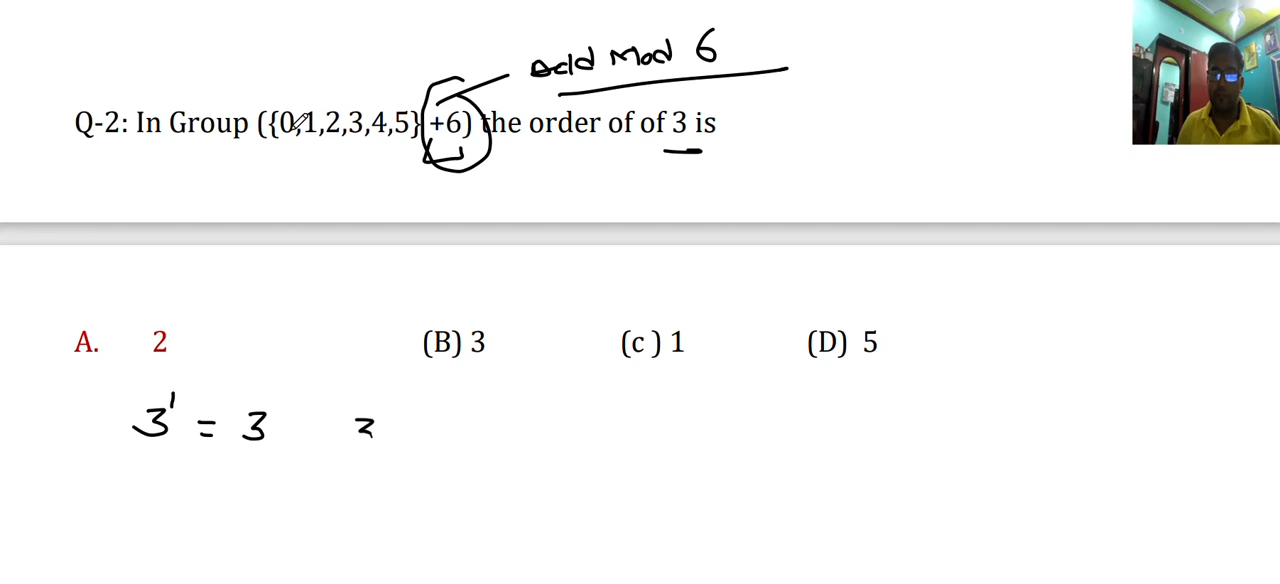 Add Mod 6
Q-2: In Group ({0,1,2,3,4,5} +6) the order of of 3 is
A. 2 (B) 3 (c ) 1 (D) 5
3¹ = 3 3